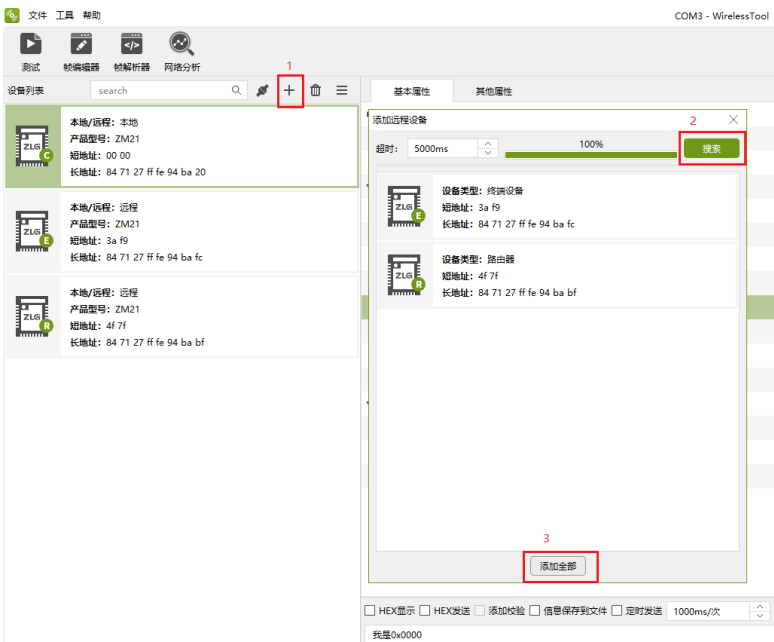 文件 工具 帮助
COM3 - WirelessTool
测试 帧编辑器 帧解析器 网络分析
1
设备列表
search
基本属性 其他属性
本地/远程：本地
产品型号：ZM21
短地址：00 00
长地址：84 71 27 ff fe 94 ba 20
ZLG
C
本地/远程：远程
产品型号：ZM21
短地址：3a f9
长地址：84 71 27 ff fe 94 ba fc
ZLG
E
本地/远程：远程
产品型号：ZM21
短地址：4f 7f
长地址：84 71 27 ff fe 94 ba bf
ZLG
R
添加远程设备
2
超时：
5000ms
100%
搜索
设备类型：终端设备
短地址：3a f9
长地址：84 71 27 ff fe 94 ba fc
ZLG
E
设备类型：路由器
短地址：4f 7f
长地址：84 71 27 ff fe 94 ba bf
ZLG
R
3
添加全部
HEX显示 HEX发送 添加校验 信息保存到文件 定时发送 1000ms/次
我是0x0000